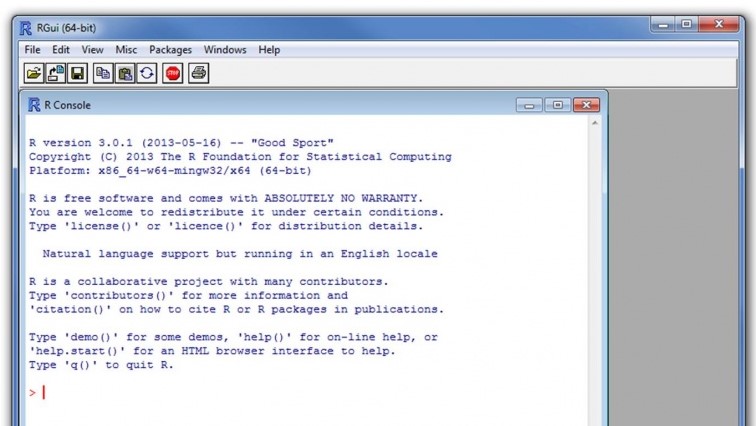 RGui (64-bit)
File Edit View Misc Packages Windows Help
STOP
R Console
R version 3.0.1 (2013-05-16) -- "Good Sport"
Copyright (C) 2013 The R Foundation for Statistical Computing
Platform: x86_64-w64-mingw32/x64 (64-bit)
R is free software and comes with ABSOLUTELY NO WARRANTY.
You are welcome to redistribute it under certain conditions.
Type 'license()' or 'licence()' for distribution details.
Natural language support but running in an English locale
R is a collaborative project with many contributors.
Type 'contributors()' for more information and
'citation()' on how to cite R or R packages in publications.
Type 'demo()' for some demos, 'help()' for on-line help, or
'help.start()' for an HTML browser interface to help.
Type 'q()' to quit R.
>